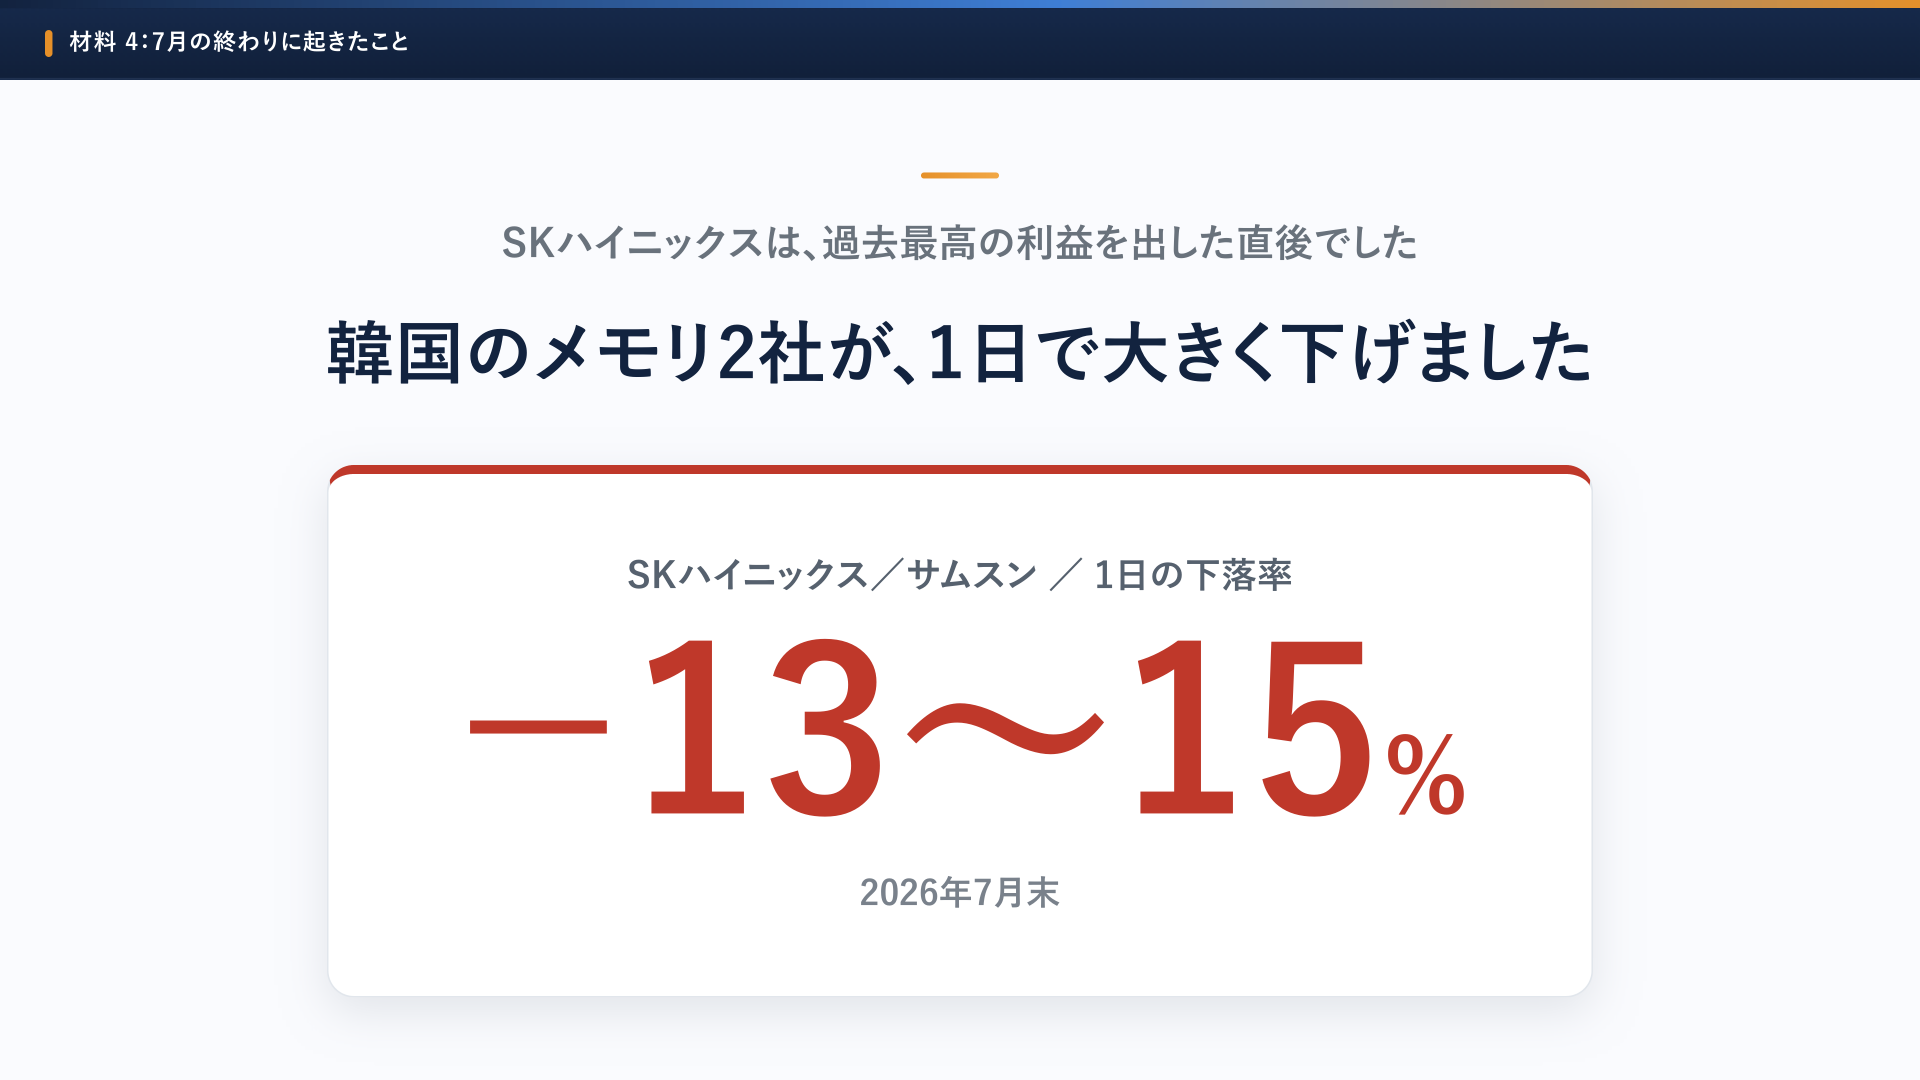 材料 4：7月の終わりに起きたこと
SKハイニックスは、過去最高の利益を出した直後でした
韓国のメモリ2社が、1日で大きく下げました
SKハイニックス／サムスン ／ 1日の下落率
−13〜15%
2026年7月末